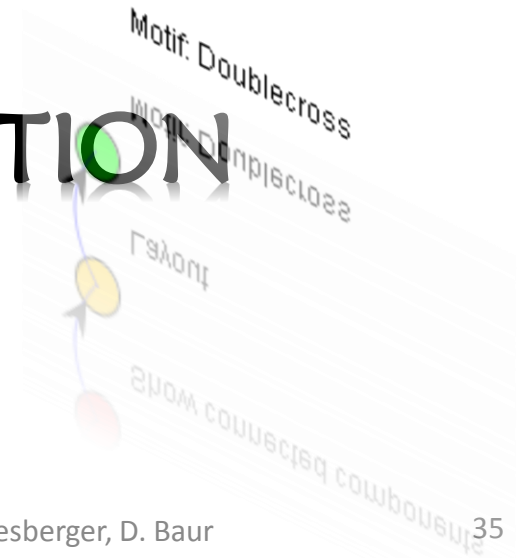 Motif: Doublecross
TION
Motif: Doublecross
Layout
Show connected components
esberger, D. Baur
35